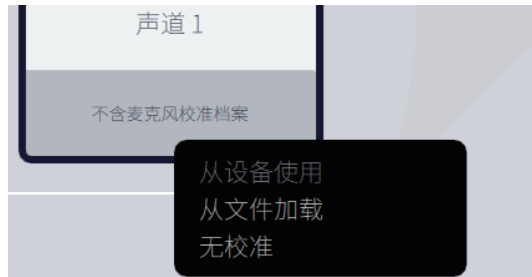 声道 1
不含麦克风校准档案
从设备使用
从文件加载
无校准